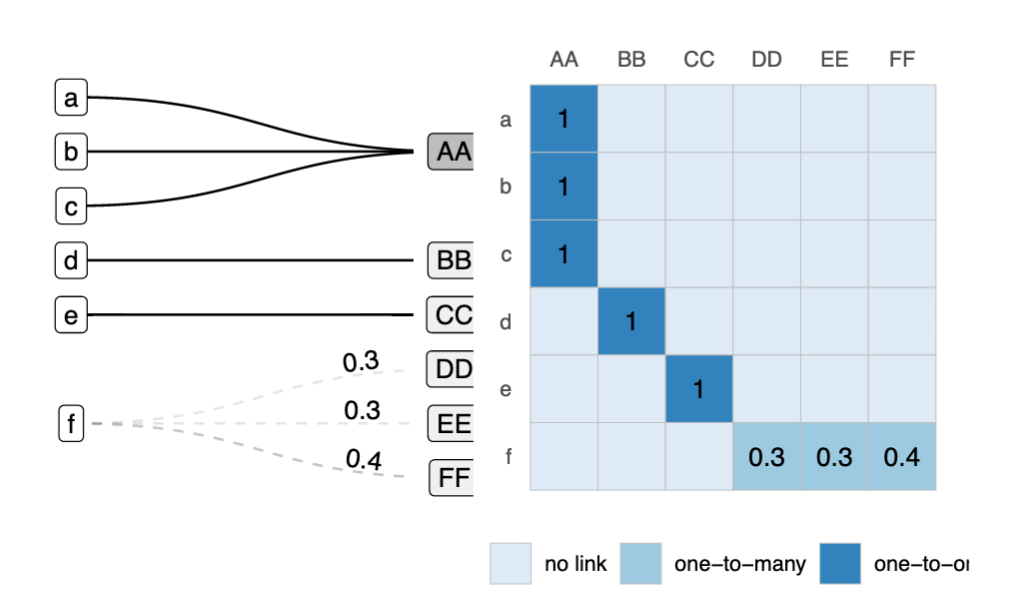 a
b
c
d
e
f
AA
BB
CC
DD
EE
FF
0.3
0.3
0.4
AA BB CC DD EE FF
a 1
b 1
c 1
d 1
e 1
f 0.3 0.3 0.4
no link one–to–many one–to–or